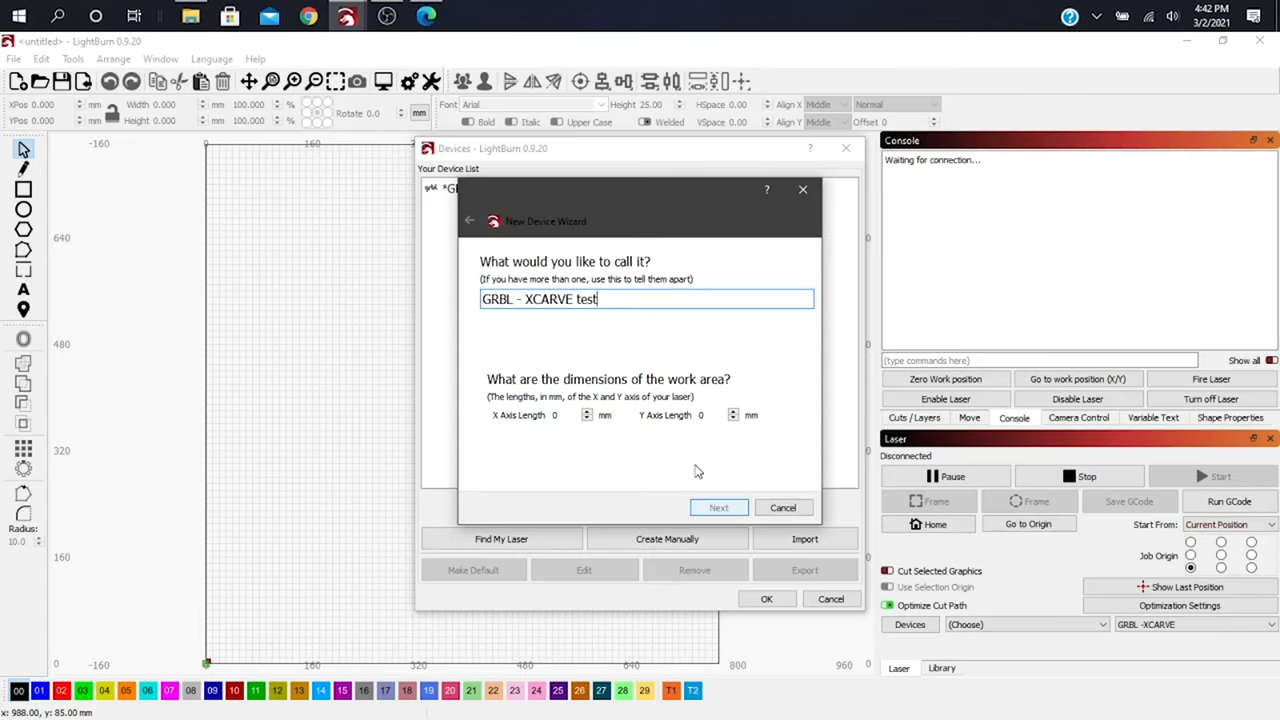 4:42 PM
3/2/2021
<untitled> - LightBurn 0.9.20
File Edit Tools Arrange Window Language Help
XPos 0.000 mm Width 0.000 mm 100.000 %
YPos 0.000 mm Height 0.000 mm 100.000 %
Rotate 0.0 mm
Font Arial Height 25.00 HSpace 0.00 Align X Middle Normal
Bold Italic Upper Case Welded VSpace 0.00 Align Y Middle Offset 0
-160 0 160
640
480
320
160
0
-160 160 320 480 640 800 960
0
Radius:
10.0
Devices - LightBurn 0.9.20 ?
Your Device List
grbl
?
New Device Wizard
What would you like to call it?
(If you have more than one, use this to tell them apart)
GRBL - XCARVE test
What are the dimensions of the work area?
(The lengths, in mm, of the X and Y axis of your laser)
X Axis Length 0 mm Y Axis Length 0 mm
Next Cancel
Find My Laser Create Manually Import
Make Default Edit Remove Export
OK Cancel
Console
Waiting for connection...
(type commands here) Show all
Zero Work position Go to work position (X/Y) Fire Laser
Enable Laser Disable Laser Turn off Laser
Cuts / Layers Move Console Camera Control Variable Text Shape Properties
Laser
Disconnected
Pause Stop Start
Frame Frame Save GCode Run GCode
Home Go to Origin Start From: Current Position
Job Origin
Cut Selected Graphics
Use Selection Origin Show Last Position
Optimize Cut Path Optimization Settings
Devices (Choose) GRBL -XCARVE
Laser Library
00 01 02 03 04 05 06 07 08 09 10 11 12 13 14 15 16 17 18 19 20 21 22 23 24 25 26 27 28 29 T1 T2
x: 988.00, y: 85.00 mm